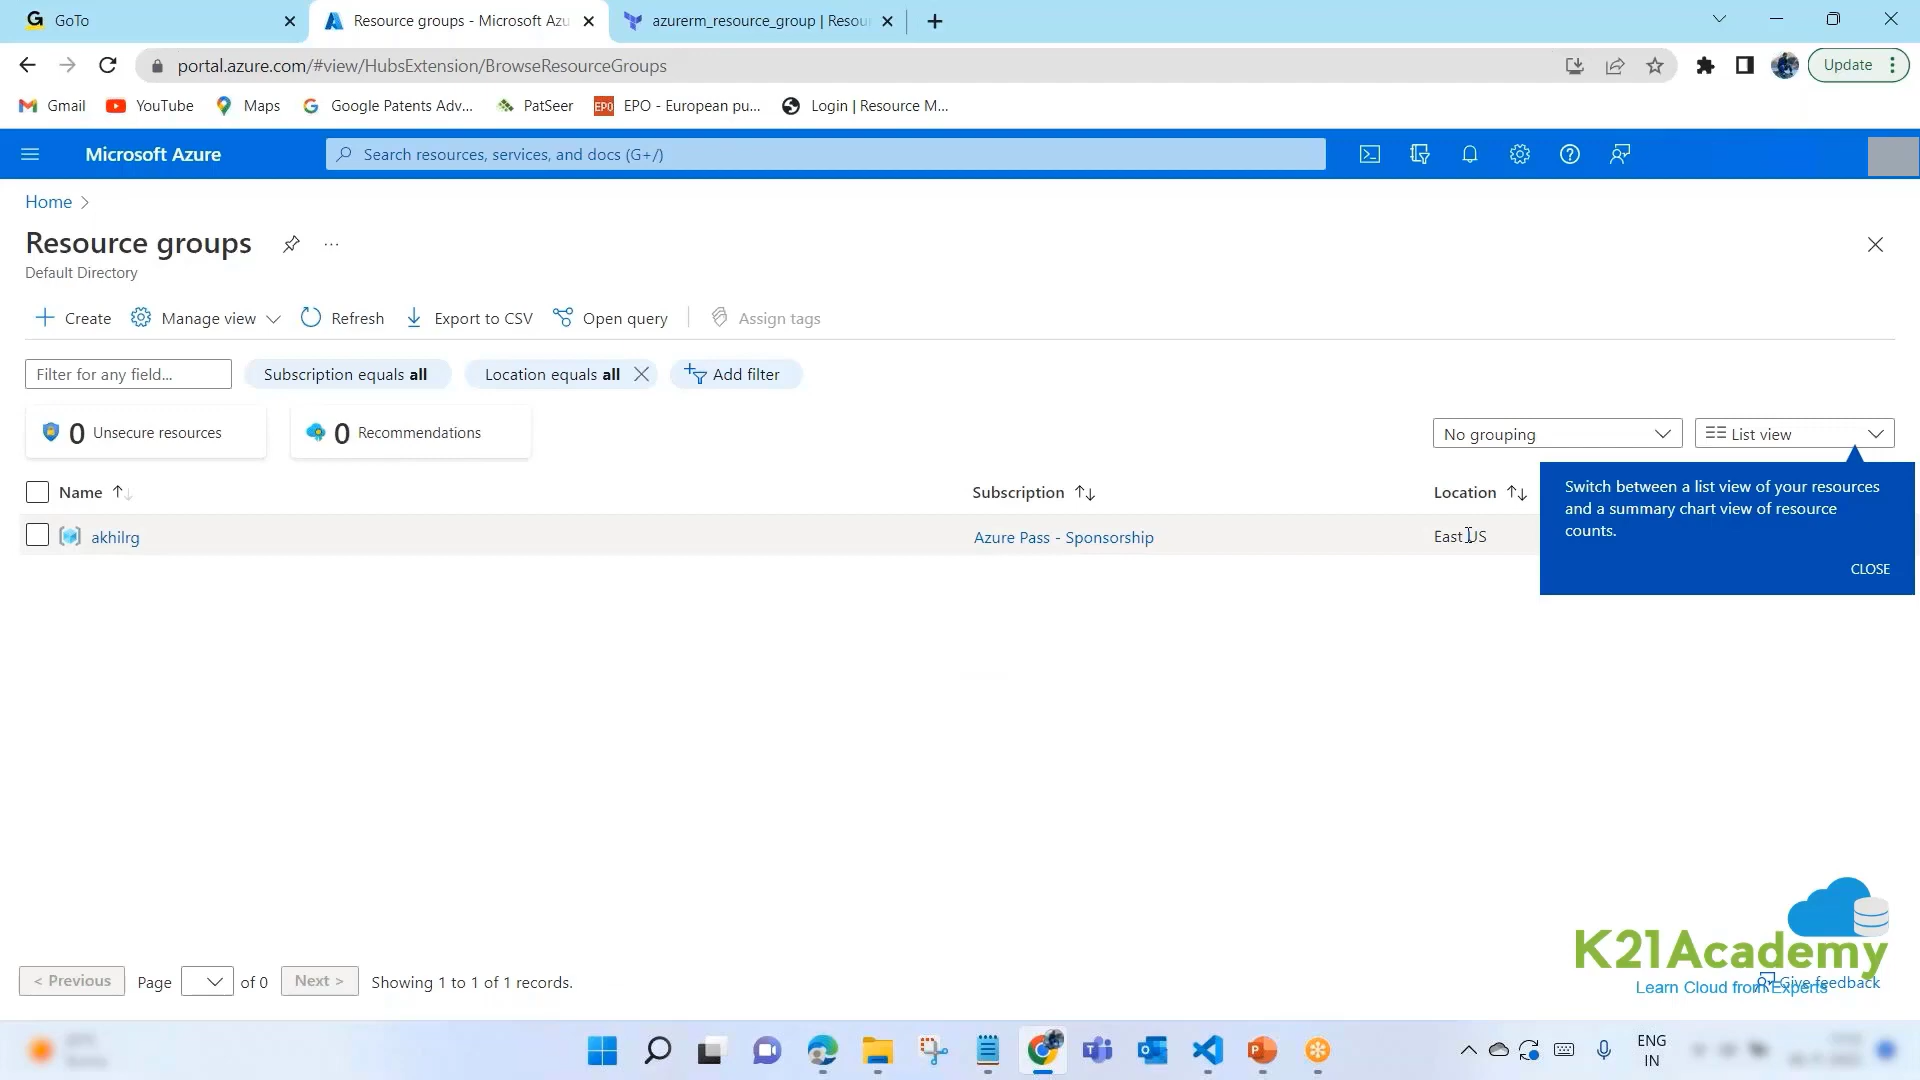 GoTo
Resource groups - Microsoft Azu
azurerm_resource_group | Resou
portal.azure.com/#view/HubsExtension/BrowseResourceGroups
Update
Gmail
YouTube
Maps
Google Patents Adv...
PatSeer
EPO
EPO - European pu...
Login | Resource M...
Microsoft Azure
Search resources, services, and docs (G+/)
Home
Resource groups
Default Directory
Create
Manage view
Refresh
Export to CSV
Open query
Assign tags
Filter for any field...
Subscription equals all
Location equals all
Add filter
0 Unsecure resources
0 Recommendations
No grouping
List view
Switch between a list view of your resources
and a summary chart view of resource
counts.
CLOSE
Name
Subscription
Location
akhilrg
Azure Pass - Sponsorship
East US
K21Academy
Learn Cloud from Experts
Give feedback
< Previous
Page
of 0
Next >
Showing 1 to 1 of 1 records.
ENG
IN